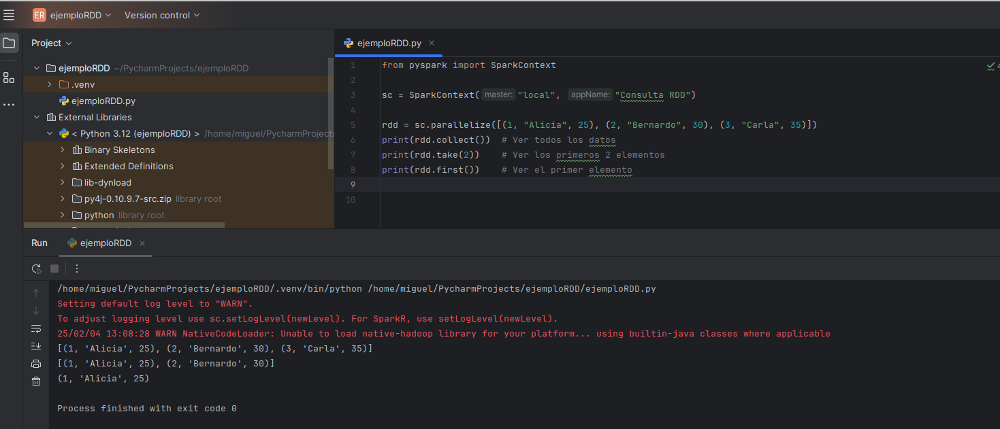 ER ejemploRDD Version control
Project
ejemploRDD ~/PycharmProjects/ejemploRDD
.venv
ejemploRDD.py
External Libraries
< Python 3.12 (ejemploRDD) > /home/miguel/PycharmProjects
Binary Skeletons
Extended Definitions
lib-dynload
py4j-0.10.9.7-src.zip library root
python library root
ejemploRDD.py
1 from pyspark import SparkContext
2
3 sc = SparkContext( master: "local", appName: "Consulta RDD")
4
5 rdd = sc.parallelize([(1, "Alicia", 25), (2, "Bernardo", 30), (3, "Carla", 35)])
6 print(rdd.collect()) # Ver todos los datos
7 print(rdd.take(2)) # Ver los primeros 2 elementos
8 print(rdd.first()) # Ver el primer elemento
9
10
Run ejemploRDD
/home/miguel/PycharmProjects/ejemploRDD/.venv/bin/python /home/miguel/PycharmProjects/ejemploRDD/ejemploRDD.py
Setting default log level to "WARN".
To adjust logging level use sc.setLogLevel(newLevel). For SparkR, use setLogLevel(newLevel).
25/02/04 13:08:28 WARN NativeCodeLoader: Unable to load native-hadoop library for your platform... using builtin-java classes where applicable
[(1, 'Alicia', 25), (2, 'Bernardo', 30), (3, 'Carla', 35)]
[(1, 'Alicia', 25), (2, 'Bernardo', 30)]
(1, 'Alicia', 25)
Process finished with exit code 0